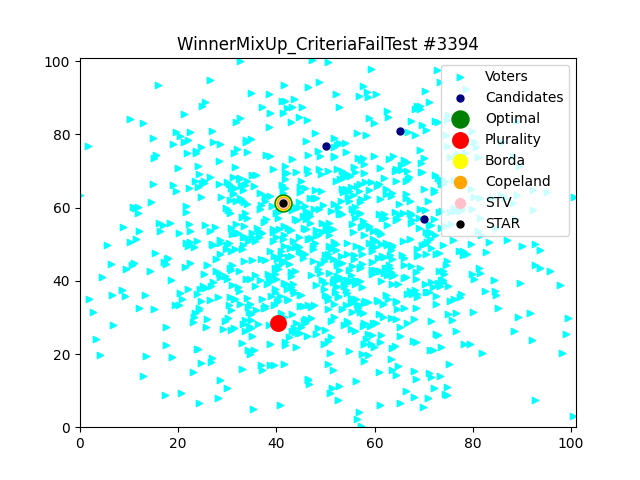 WinnerMixUp_CriteriaFailTest #3394
100
80
60
40
20
0
0
20
40
60
80
100
Voters
Candidates
Optimal
Plurality
Borda
Copeland
STV
STAR